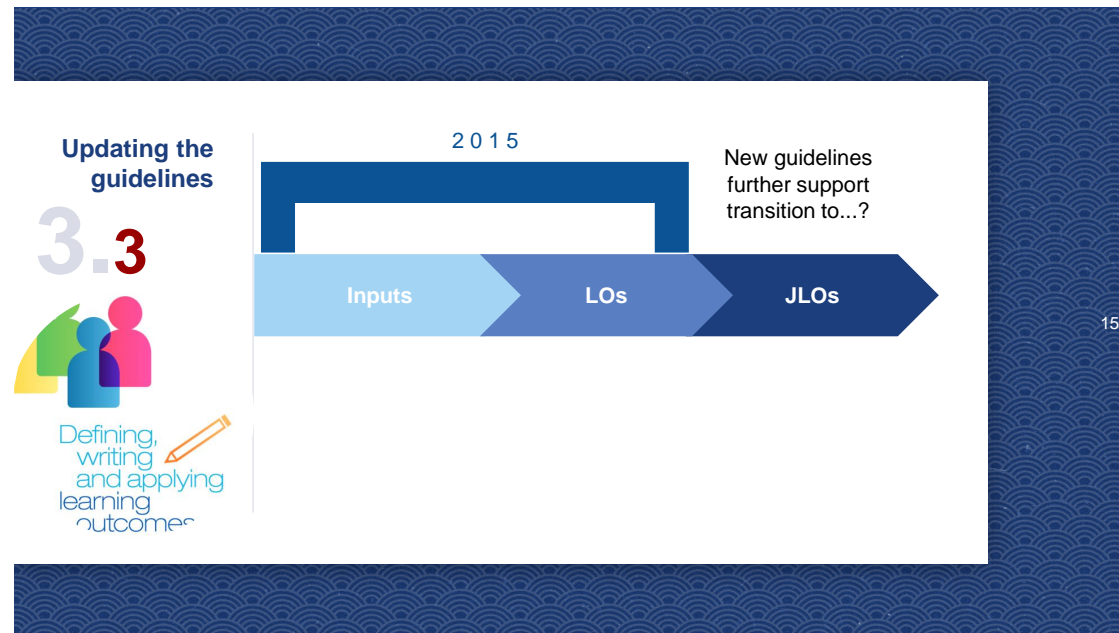 Updating the
guidelines
3.3
Defining,
writing
and applying
learning
outcomes
2015
New guidelines
further support
transition to...?
Inputs
LOs
JLOs
15